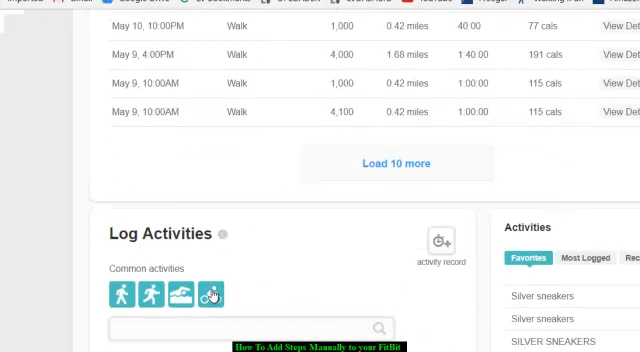 May 10, 10:00PM Walk 1,000 0.42 miles 40:00 77 cals View Det
May 9, 4:00PM Walk 4,000 1.68 miles 1:40:00 191 cals View Det
May 9, 10:00AM Walk 1,000 0.42 miles 1:00:00 115 cals View Det
May 9, 10:00AM Walk 4,100 0.42 miles 1:00:00 115 cals View Det
Load 10 more
Log Activities
activity record
Common activities
Activities
Favorites Most Logged Rec
Silver sneakers
Silver sneakers
SILVER SNEAKERS
How To Add Steps Manually to your FitBit